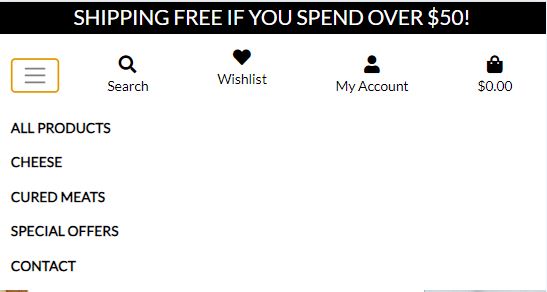 SHIPPING FREE IF YOU SPEND OVER $50!
Search
Wishlist
My Account
$0.00
ALL PRODUCTS
CHEESE
CURED MEATS
SPECIAL OFFERS
CONTACT